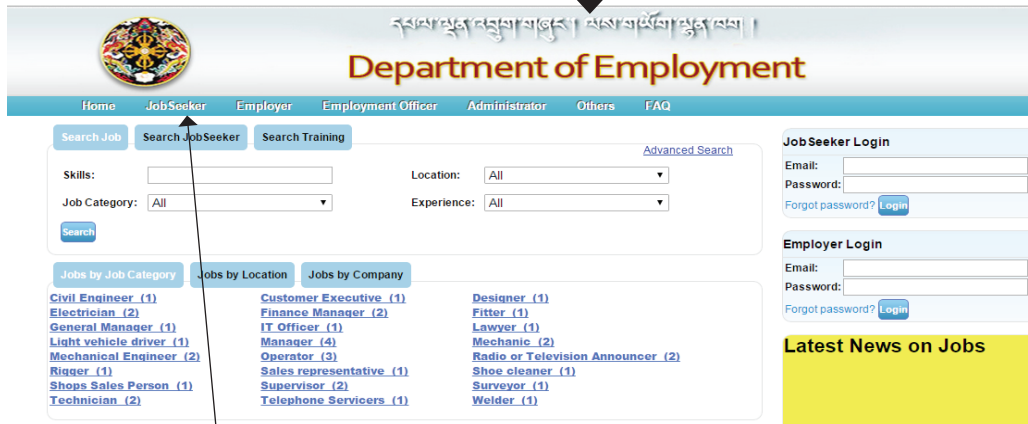 དཔལ་ལྡན་འབྲུག་གཞུང་། ལས་གཡོག་ལྷན་ཁག །
Department of Employment
Home JobSeeker Employer Employment Officer Administrator Others FAQ
Search Job Search JobSeeker Search Training
Advanced Search
Skills: Location: All
Job Category: All Experience: All
Search
Jobs by Job Category Jobs by Location Jobs by Company
Civil Engineer (1) Customer Executive (1) Designer (1)
Electrician (2) Finance Manager (2) Fitter (1)
General Manager (1) IT Officer (1) Lawyer (1)
Light vehicle driver (1) Manager (4) Mechanic (2)
Mechanical Engineer (2) Operator (3) Radio or Television Announcer (2)
Rigger (1) Sales representative (1) Shoe cleaner (1)
Shops Sales Person (1) Supervisor (2) Surveyor (1)
Technician (2) Telephone Servicers (1) Welder (1)
JobSeeker Login
Email:
Password:
Forgot password? Login
Employer Login
Email:
Password:
Forgot password? Login
Latest News on Jobs